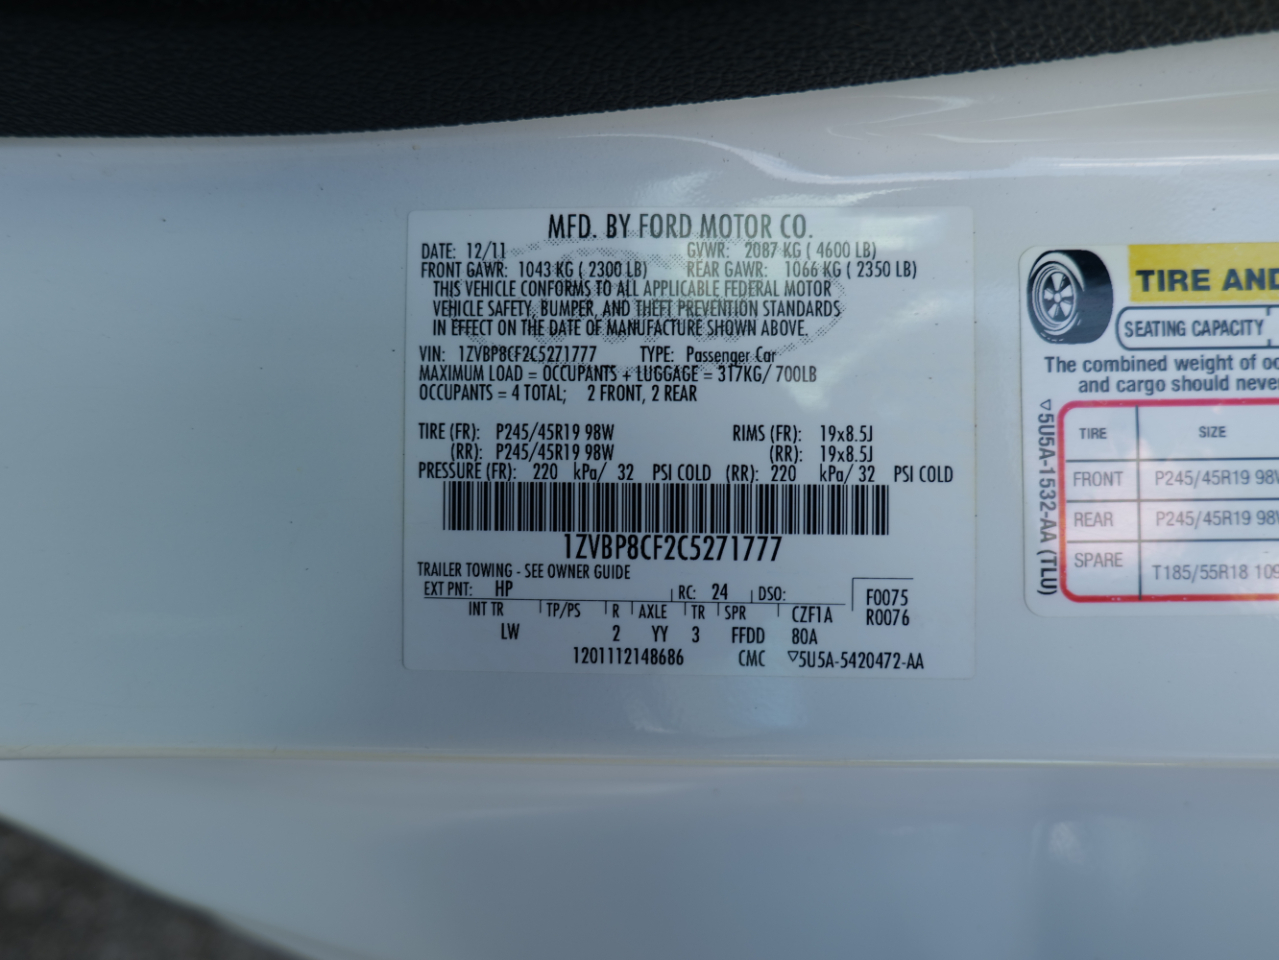 MFD. BY FORD MOTOR CO.
DATE: 12/11 GVWR: 2087 KG ( 4600 LB)
FRONT GAWR: 1043 KG ( 2300 LB) REAR GAWR: 1066 KG ( 2350 LB)
THIS VEHICLE CONFORMS TO ALL APPLICABLE FEDERAL MOTOR
VEHICLE SAFETY, BUMPER, AND THEFT PREVENTION STANDARDS
IN EFFECT ON THE DATE OF MANUFACTURE SHOWN ABOVE.
VIN: 1ZVBP8CF2C5271777 TYPE: Passenger Car
MAXIMUM LOAD = OCCUPANTS + LUGGAGE = 317KG/ 700LB
OCCUPANTS = 4 TOTAL; 2 FRONT, 2 REAR
TIRE (FR): P245/45R19 98W RIMS (FR): 19x8.5J
(RR): P245/45R19 98W (RR): 19x8.5J
PRESSURE (FR): 220 kPa/ 32 PSI COLD (RR): 220 kPa/ 32 PSI COLD
1ZVBP8CF2C5271777
TRAILER TOWING - SEE OWNER GUIDE
EXT PNT: HP RC: 24 DSO: F0075
INT TR TP/PS R AXLE TR SPR CZF1A R0076
LW 2 YY 3 FFDD 80A
1201112148686 CMC ▽5U5A-5420472-AA
TIRE AND
SEATING CAPACITY
The combined weight of oc
and cargo should never
▽5U5A-1532-AA (TLU)
TIRE SIZE
FRONT P245/45R19 98W
REAR P245/45R19 98W
SPARE T185/55R18 109